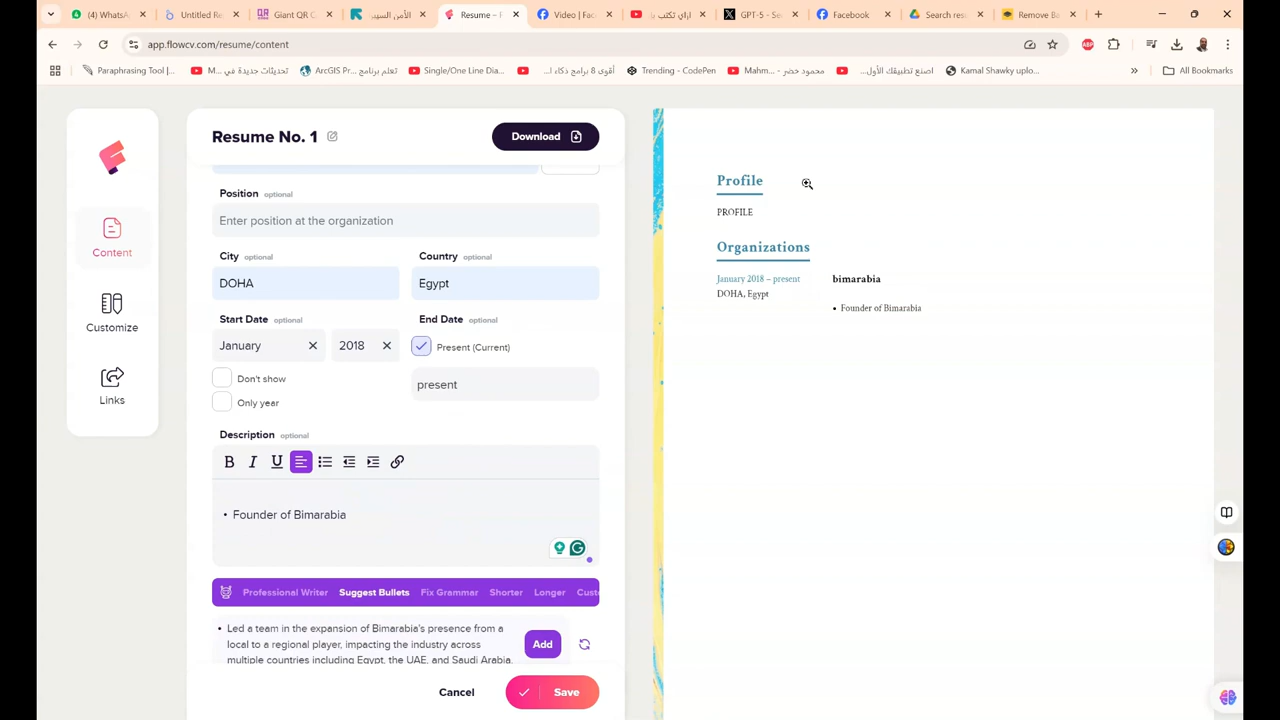 (4) WhatsA
Untitled Re
Giant QR C
الأمن السيبر
Resume –
Video | Fac
إزاي تكتب
GPT-5 - Sec
Facebook
Search resu
Remove Ba
app.flowcv.com/resume/content
Paraphrasing Tool |...
تحديثات جديدة في ...M
تعلم برنامج ...ArcGIS Pr
Single/One Line Dia...
أقوى 8 برامج ذكاء ا...
Trending - CodePen
محمود خضر - ...Mahm
اصنع تطبيقك الأول...
Kamal Shawky uplo...
All Bookmarks
Resume No. 1
Download
Content
Customize
Links
Position optional
Enter position at the organization
City optional
Country optional
DOHA
Egypt
Start Date optional
End Date optional
January
2018
Present (Current)
Don't show
present
Only year
Description optional
B I U
• Founder of Bimarabia
Professional Writer Suggest Bullets Fix Grammar Shorter Longer Custo
• Led a team in the expansion of Bimarabia's presence from a
local to a regional player, impacting the industry across
multiple countries including Egypt, the UAE, and Saudi Arabia.
Add
Cancel
Save
Profile
PROFILE
Organizations
January 2018 – present
bimarabia
DOHA, Egypt
• Founder of Bimarabia